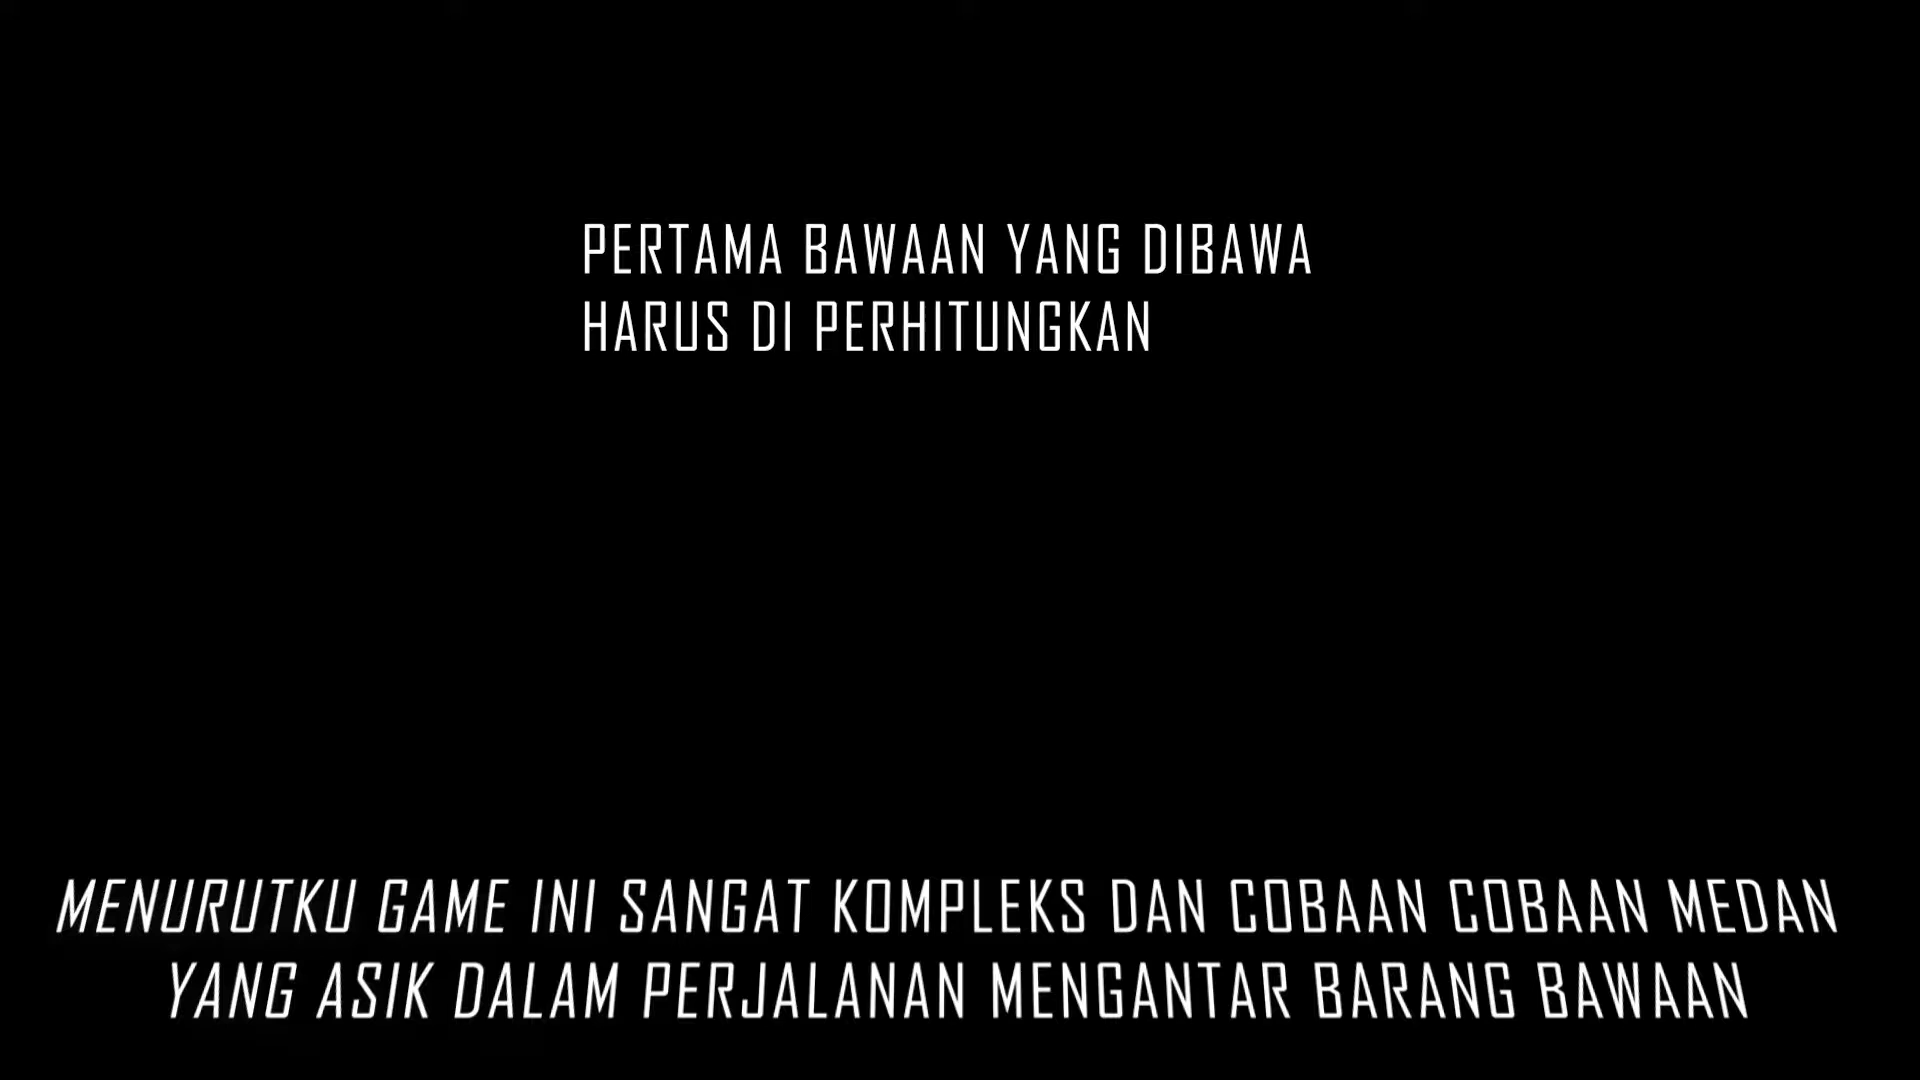 PERTAMA BAWAAN YANG DIBAWA
HARUS DI PERHITUNGKAN
MENURUTKU GAME INI SANGAT KOMPLEKS DAN COBAAN COBAAN MEDAN
YANG ASIK DALAM PERJALANAN MENGANTAR BARANG BAWAAN